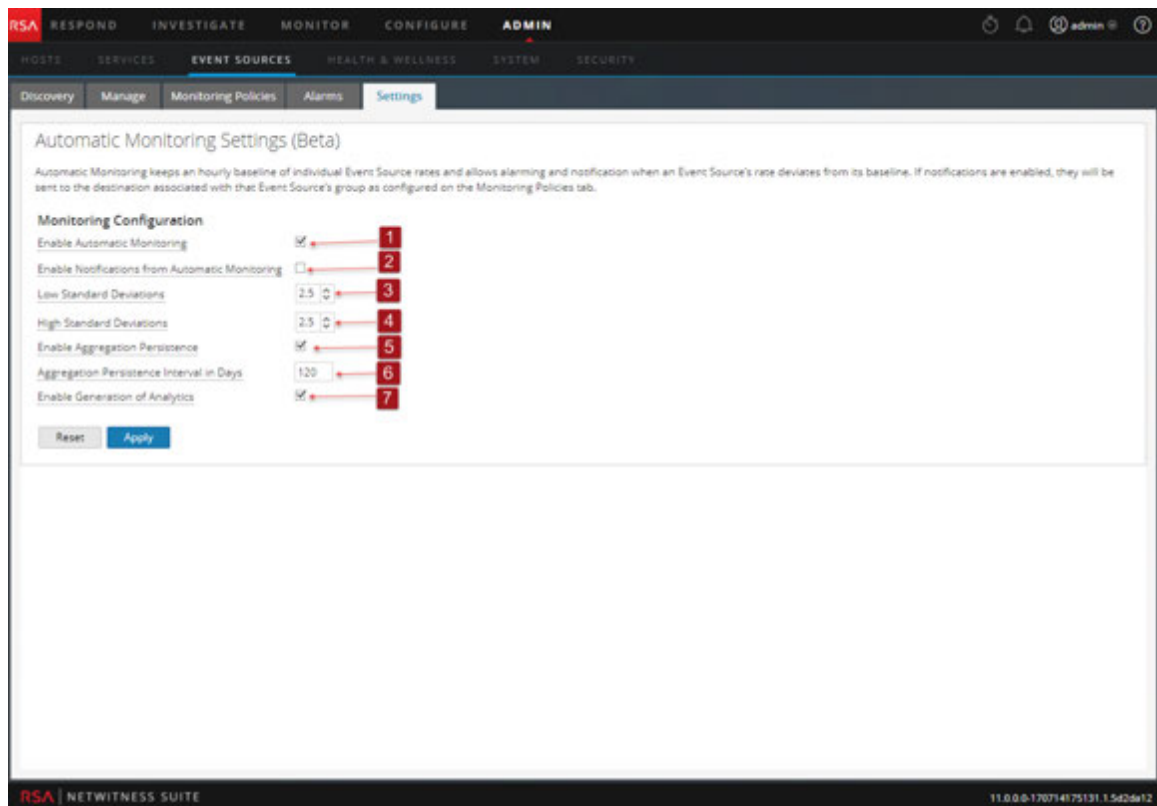 RSA RESPOND INVESTIGATE MONITOR CONFIGURE ADMIN admin
HOSTS SERVICES EVENT SOURCES HEALTH & WELLNESS SYSTEM SECURITY
Discovery Manage Monitoring Policies Alarms Settings
Automatic Monitoring Settings (Beta)
Automatic Monitoring keeps an hourly baseline of individual Event Source rates and allows alarming and notification when an Event Source's rate deviates from its baseline. If notifications are enabled, they will be
sent to the destination associated with that Event Source's group as configured on the Monitoring Policies tab.
Monitoring Configuration
Enable Automatic Monitoring 1
Enable Notifications from Automatic Monitoring 2
Low Standard Deviations 2.5 3
High Standard Deviations 2.5 4
Enable Aggregation Persistence 5
Aggregation Persistence Interval in Days 120 6
Enable Generation of Analytics 7
Reset Apply
RSA NETWITNESS SUITE 11.0.0.0-170714175131.1.5d2da12